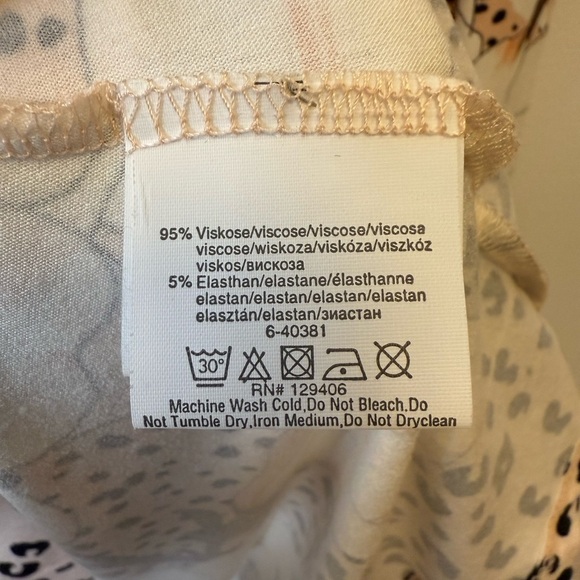 95% Viskose/viscose/viscose/viscosa
viscose/wiskoza/viskóza/viszkóz
viskos/вискоза
5% Elasthan/elastane/élasthanne
elastan/elastan/elastan/elastan
elasztán/elastan/эиастан
6-40381
30°
RN# 129406
Machine Wash Cold,Do Not Bleach,Do
Not Tumble Dry,Iron Medium,Do Not Dryclean